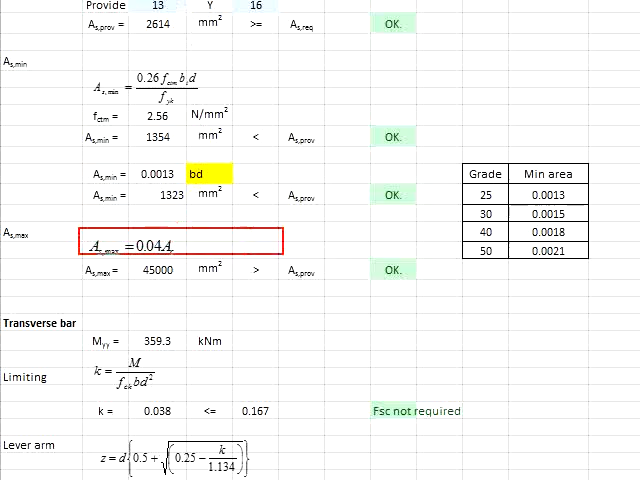 Provide 13 Y 16
As,prov = 2614 mm² >= As,req OK.
As,min
As,min = 0.26 fctm bt d / fyk
fctm = 2.56 N/mm²
As,min = 1354 mm² < As,prov OK.
As,min = 0.0013 bd
As,min = 1323 mm² < As,prov OK.
Grade Min area
25 0.0013
30 0.0015
40 0.0018
50 0.0021
As,max
As,max = 0.04Ac
As,max = 45000 mm² > As,prov OK.
Transverse bar
Myy = 359.3 kNm
Limiting k = M / fck bd²
k = 0.038 <= 0.167 Fsc not required
Lever arm z = d{0.5 + √(0.25 − k/1.134)}